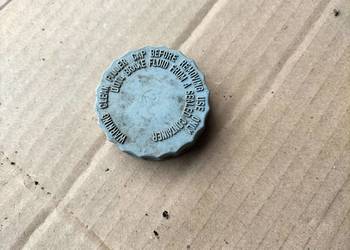 WARNING CLEAN FILLER CAP BEFORE REMOVING USE ONLY
BRAKE FLUID FROM A SEALED CONTAINER